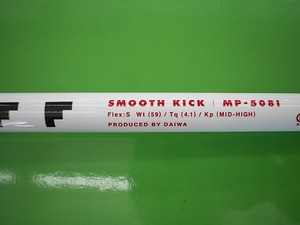 SMOOTH KICK | MP-508I
Flex:S Wt (59) / Tq (4.1) / Kp (MID-HIGH)
PRODUCED BY DAIWA